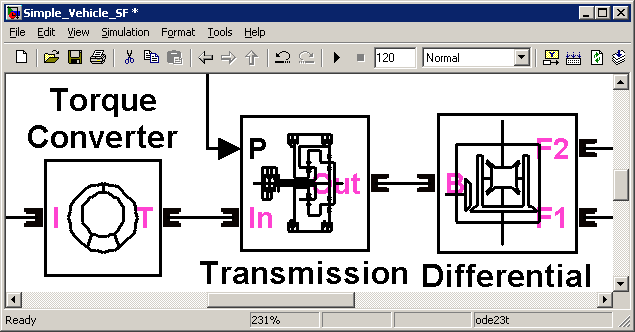 Simple_Vehicle_SF *
File Edit View Simulation Format Tools Help
120 Normal
Torque
Converter
P
F2
Out
B
I T In F1
Transmission Differential
Ready 231% ode23t